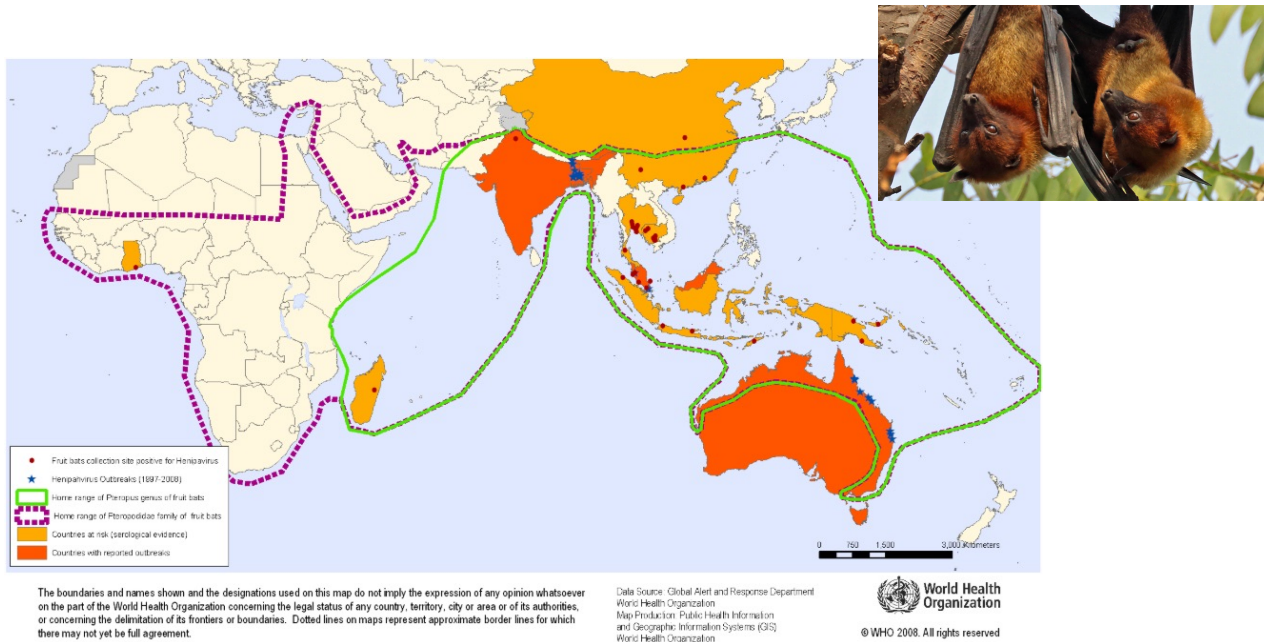 Fruit bats collection site positive for Henipavirus
Henipahvirus Outbreaks (1897-2008)
Home range of Pteropus genus of fruit bats
Home range of Pteropodidae family of fruit bats
Countries at risk (serological evidence)
Countries with reported outbreaks
0 750 1,500 3,000 Kilometers
The boundaries and names shown and the designations used on this map do not imply the expression of any opinion whatsoever
on the part of the World Health Organization concerning the legal status of any country, territory, city or area or of its authorities,
or concerning the delimitation of its frontiers or boundaries. Dotted lines on maps represent approximate border lines for which
there may not yet be full agreement.
Data Source: Global Alert and Response Department
World Health Organization
Map Production: Public Health Information
and Geographic Information Systems (GIS)
World Health Organization
World Health
Organization
© WHO 2008. All rights reserved